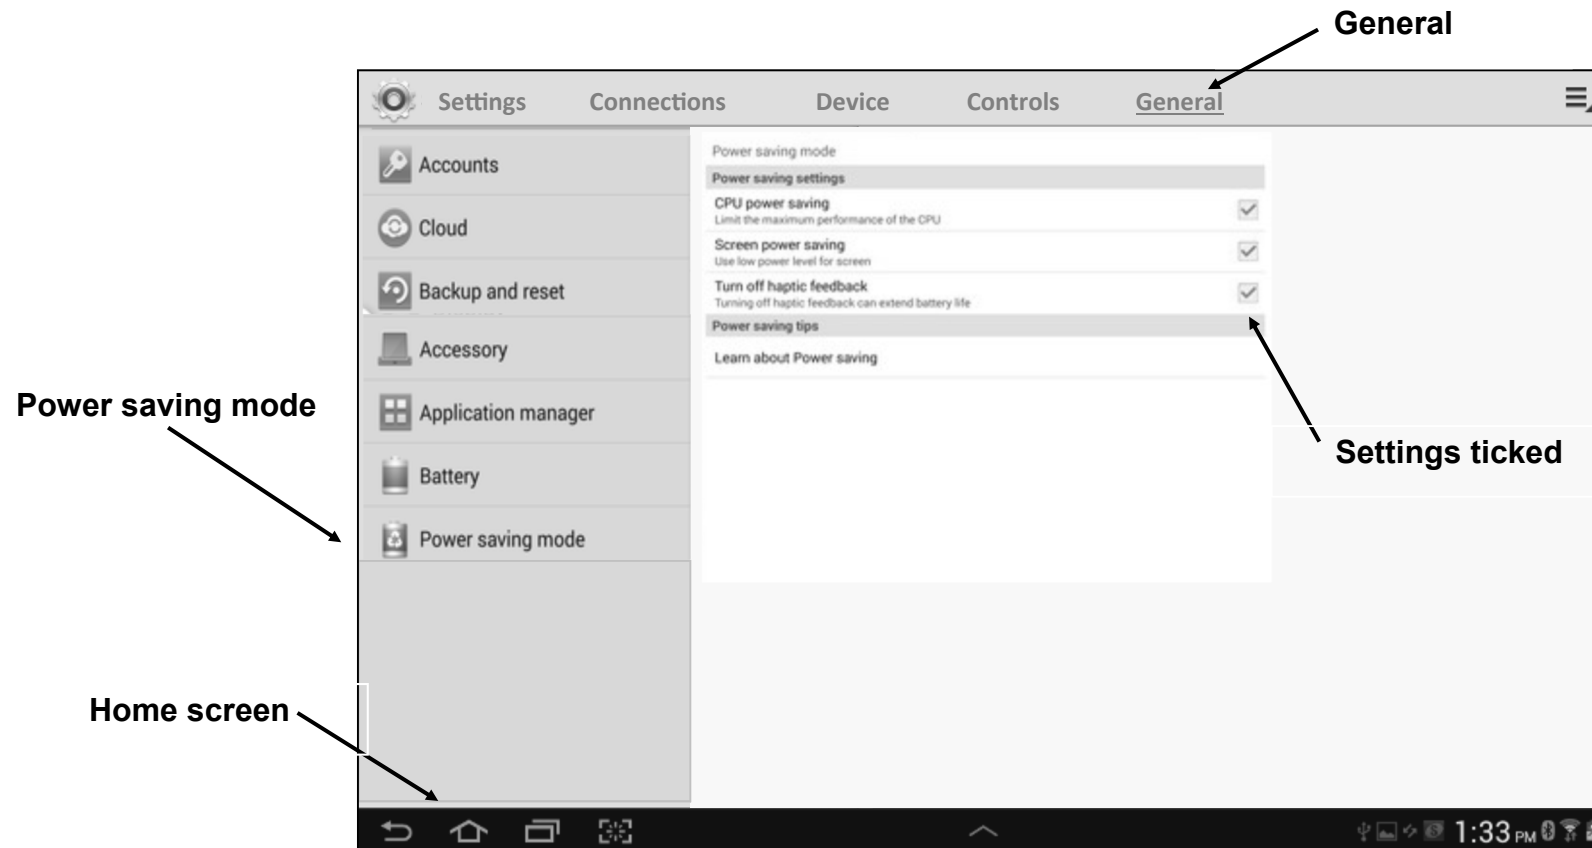 General
Settings Connections Device Controls General
Accounts
Cloud
Backup and reset
Accessory
Application manager
Battery
Power saving mode
Power saving mode
Power saving settings
CPU power saving
Limit the maximum performance of the CPU
Screen power saving
Use low power level for screen
Turn off haptic feedback
Turning off haptic feedback can extend battery life
Power saving tips
Learn about Power saving
Power saving mode
Settings ticked
Home screen
1:33 PM